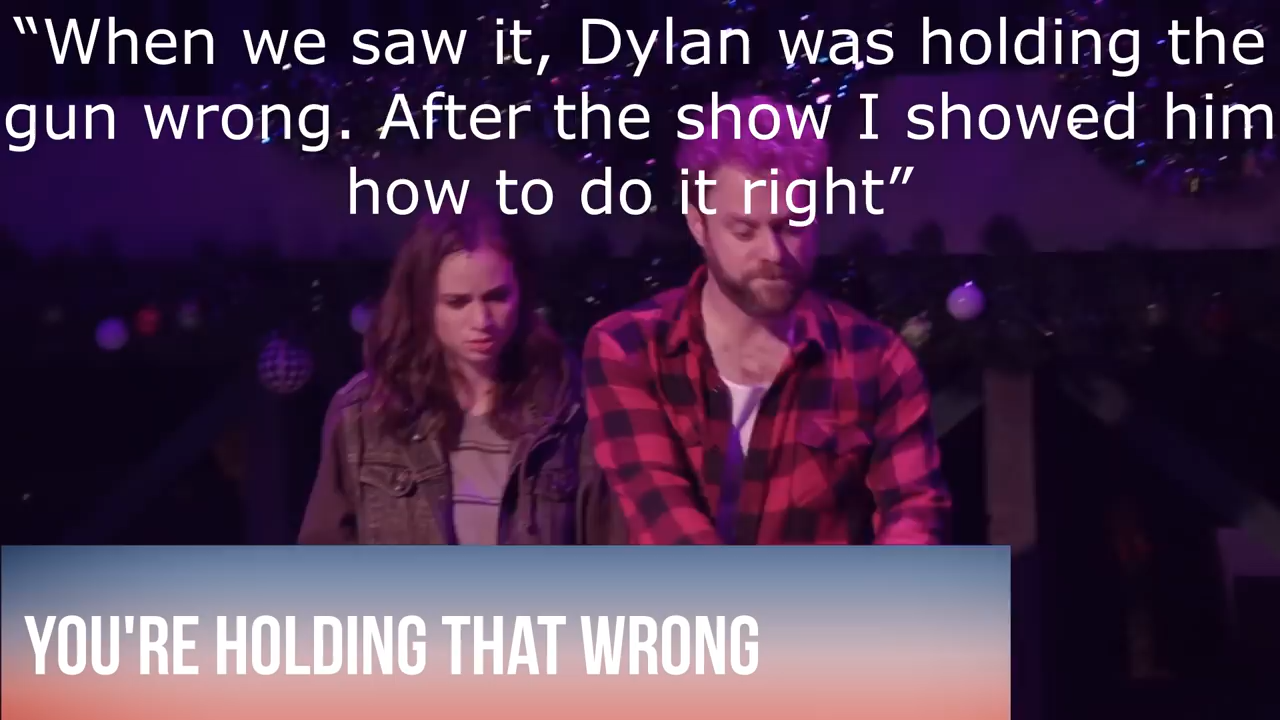 “When we saw it, Dylan was holding the
gun wrong. After the show I showed him
how to do it right”
YOU'RE HOLDING THAT WRONG